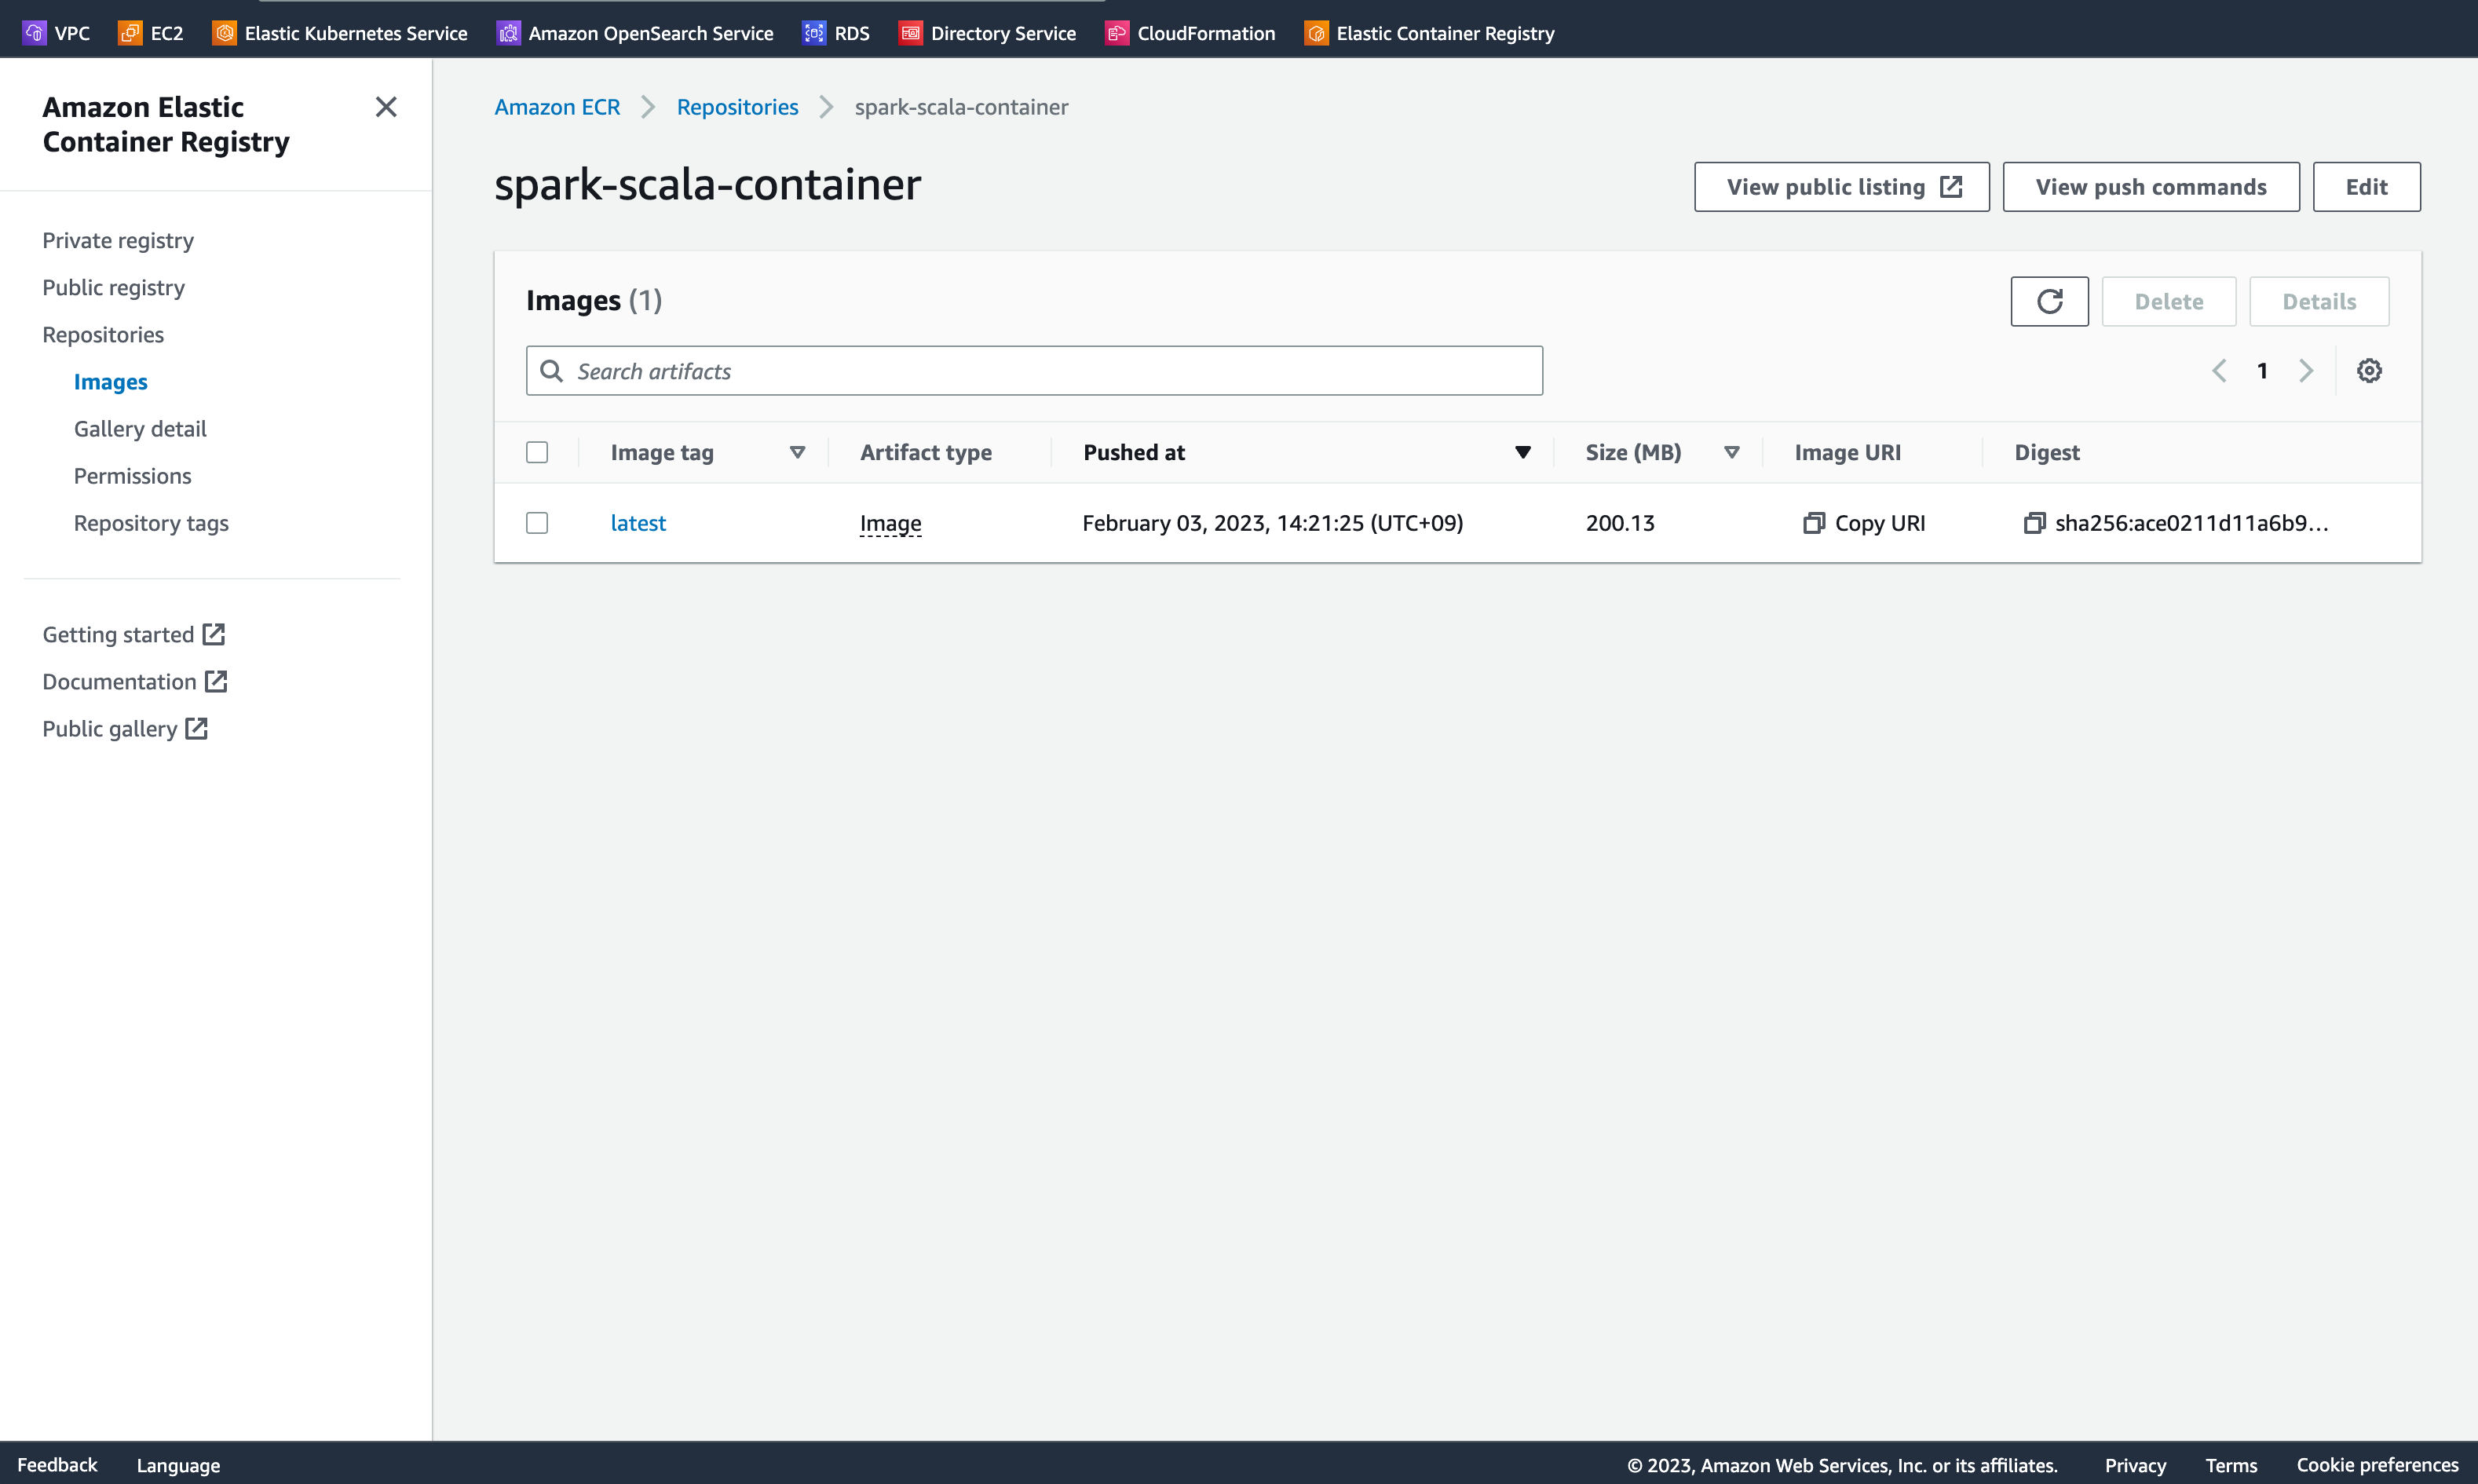 VPC EC2 Elastic Kubernetes Service Amazon OpenSearch Service RDS Directory Service CloudFormation Elastic Container Registry
Amazon Elastic
Container Registry
Private registry
Public registry
Repositories
Images
Gallery detail
Permissions
Repository tags
Getting started
Documentation
Public gallery
Amazon ECR Repositories spark-scala-container
spark-scala-container
View public listing View push commands Edit
Images (1)
Delete Details
Search artifacts
1
Image tag Artifact type Pushed at Size (MB) Image URI Digest
latest Image February 03, 2023, 14:21:25 (UTC+09) 200.13 Copy URI sha256:ace0211d11a6b9...
Feedback Language © 2023, Amazon Web Services, Inc. or its affiliates. Privacy Terms Cookie preferences